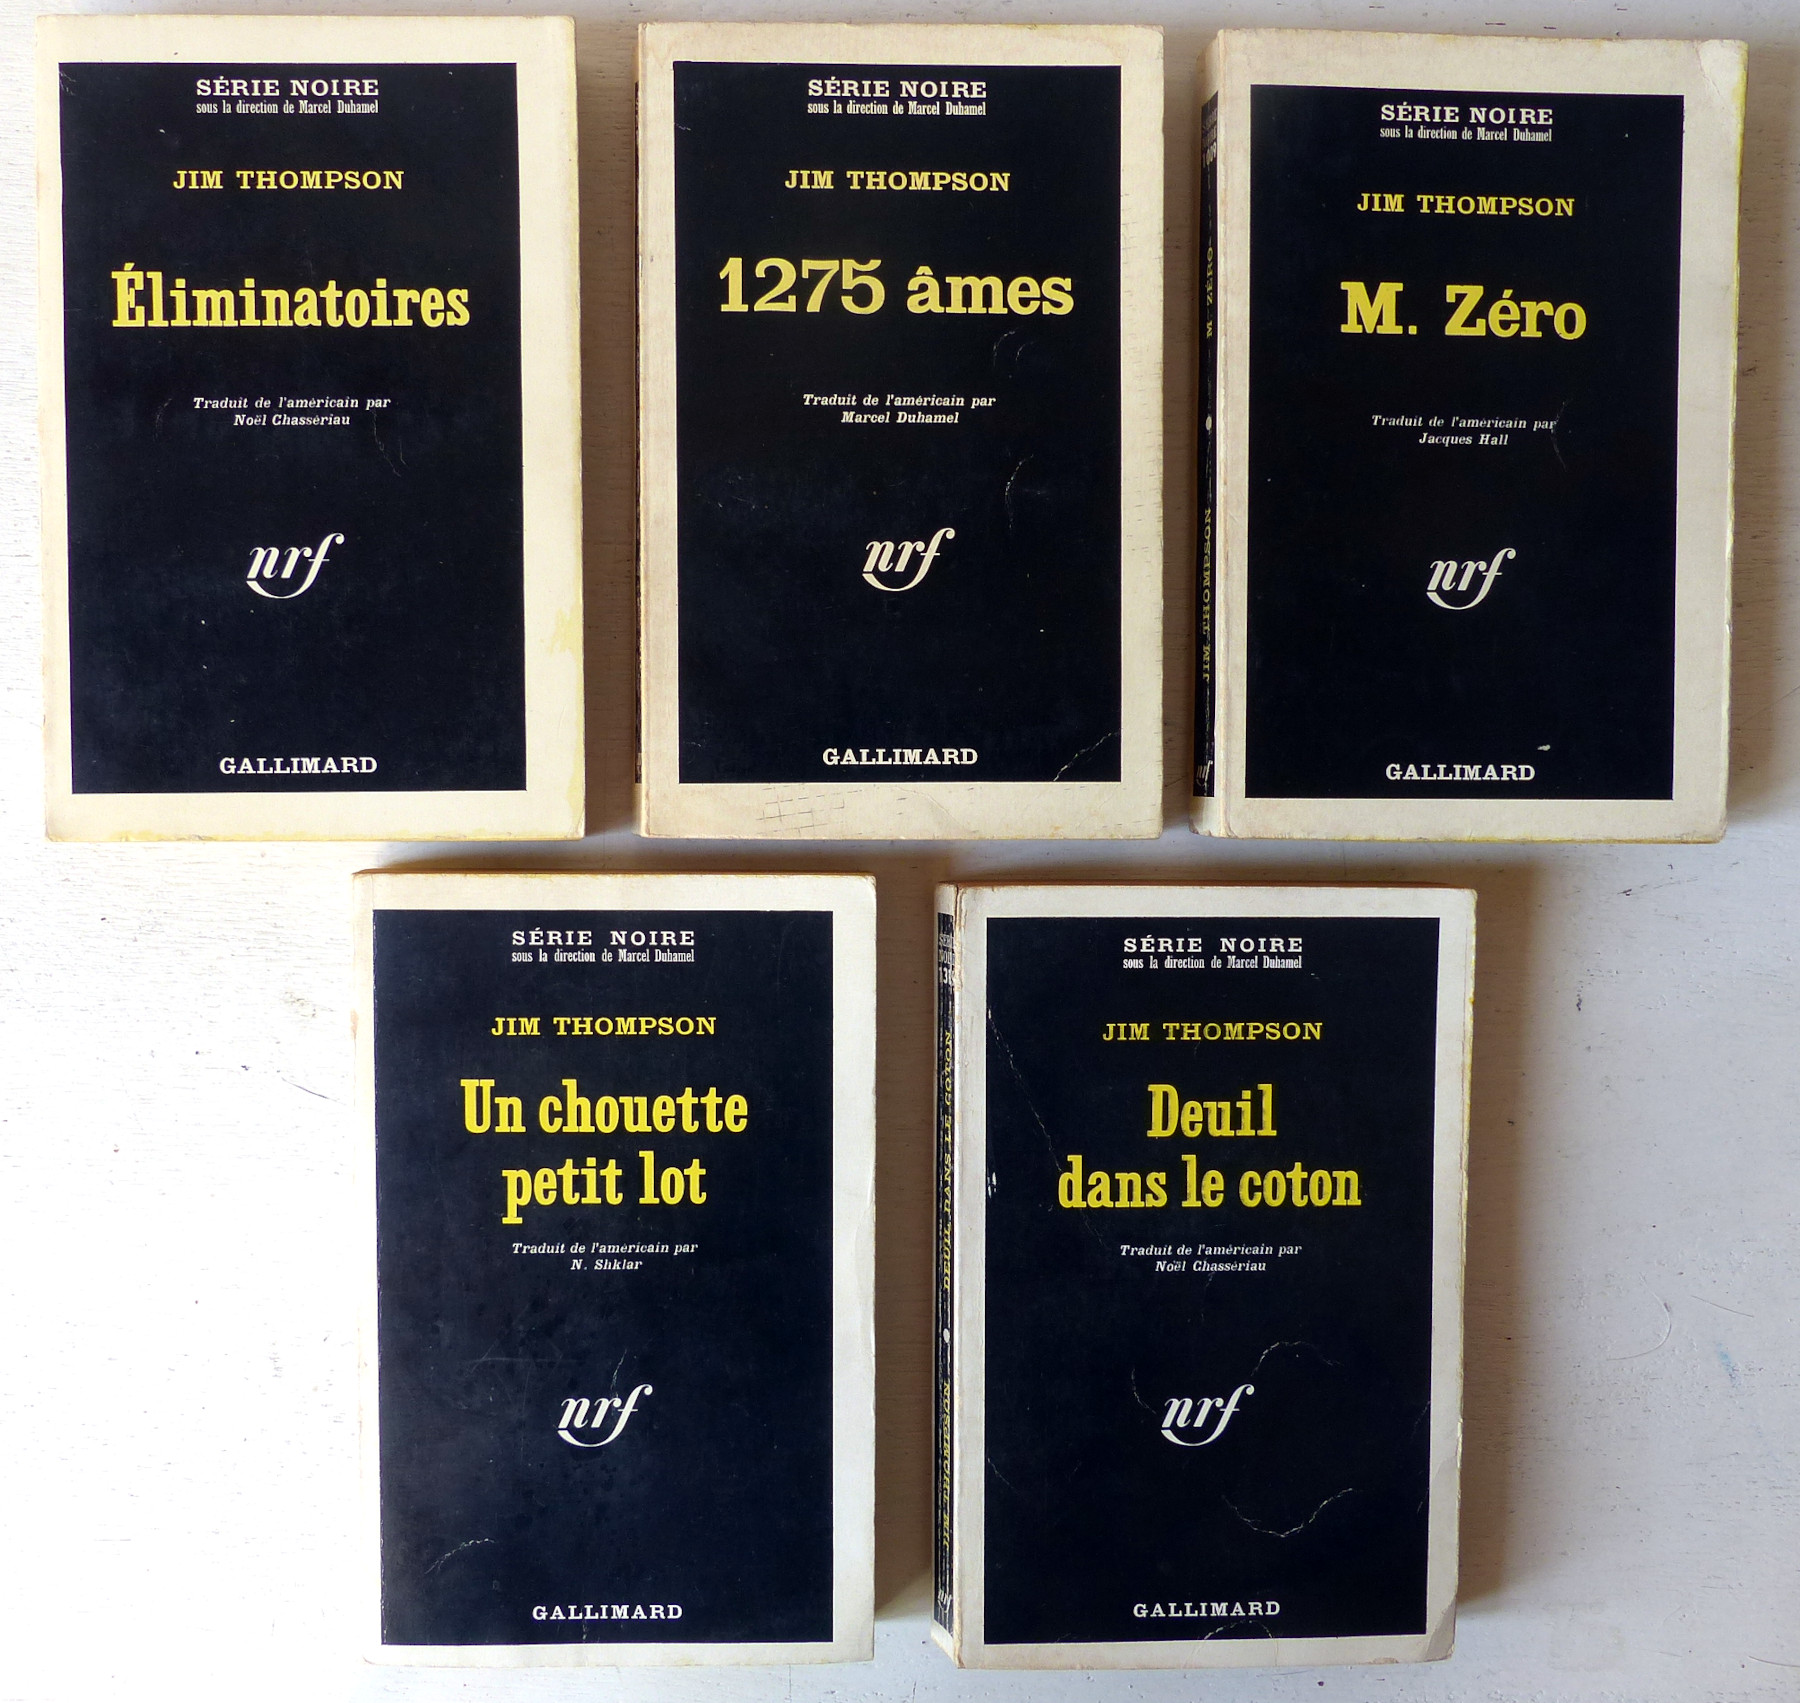 SÉRIE NOIRE
sous la direction de Marcel Duhamel
JIM THOMPSON
Éliminatoires
Traduit de l'américain par
Noël Chassériau
nrf
GALLIMARD
SÉRIE NOIRE
sous la direction de Marcel Duhamel
JIM THOMPSON
1275 âmes
Traduit de l'américain par
Marcel Duhamel
nrf
GALLIMARD
JIM THOMPSON
M. ZÉRO
nrf
SÉRIE NOIRE
sous la direction de Marcel Duhamel
JIM THOMPSON
M. Zéro
Traduit de l'américain par
Jacques Hall
nrf
GALLIMARD
SÉRIE NOIRE
sous la direction de Marcel Duhamel
JIM THOMPSON
Un chouette
petit lot
Traduit de l'américain par
N. Shklar
nrf
GALLIMARD
DEUIL DANS LE COTON
JIM THOMPSON
nrf
SÉRIE NOIRE
sous la direction de Marcel Duhamel
JIM THOMPSON
Deuil
dans le coton
Traduit de l'américain par
Noël Chassériau
nrf
GALLIMARD